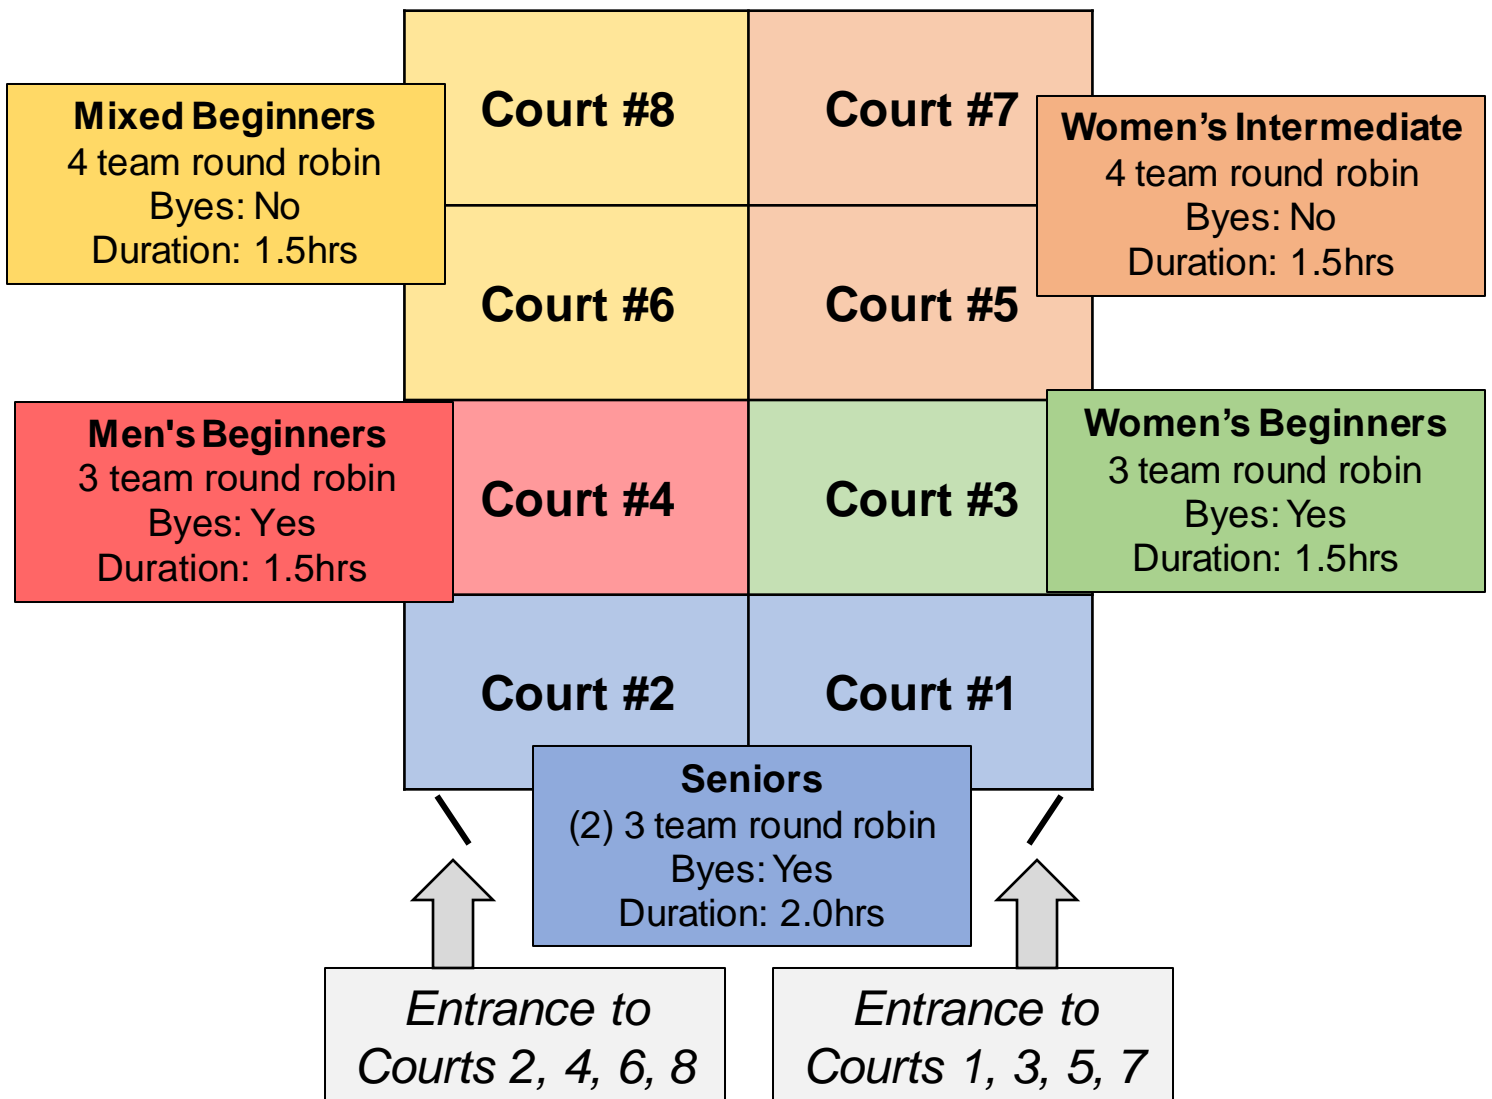 Court #8
Court #7
Mixed Beginners
4 team round robin
Byes: No
Duration: 1.5hrs
Women’s Intermediate
4 team round robin
Byes: No
Duration: 1.5hrs
Court #6
Court #5
Men's Beginners
3 team round robin
Byes: Yes
Duration: 1.5hrs
Court #4
Court #3
Women’s Beginners
3 team round robin
Byes: Yes
Duration: 1.5hrs
Court #2
Court #1
Seniors
(2) 3 team round robin
Byes: Yes
Duration: 2.0hrs
Entrance to
Courts 2, 4, 6, 8
Entrance to
Courts 1, 3, 5, 7